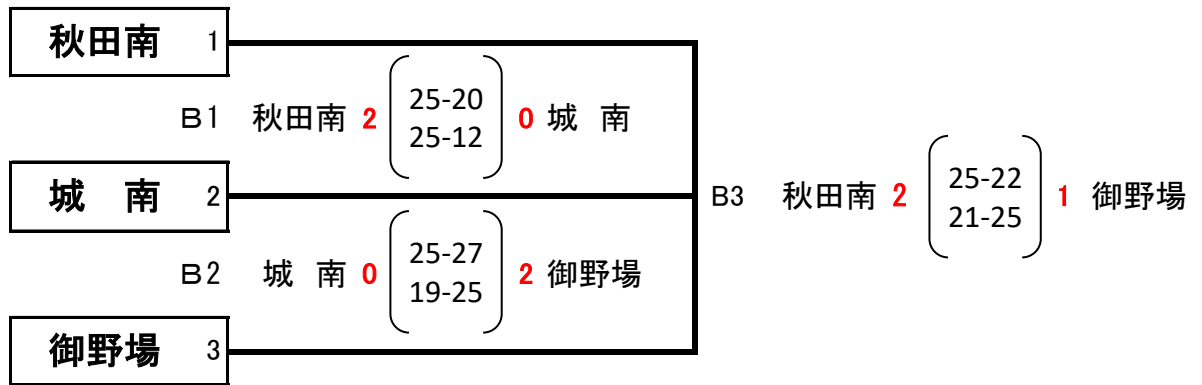 秋田南 1
B1 秋田南 2 25-20 0 城 南
25-12
城 南 2
B3 秋田南 2 25-22 1 御野場
21-25
B2 城 南 0 25-27 2 御野場
19-25
御野場 3